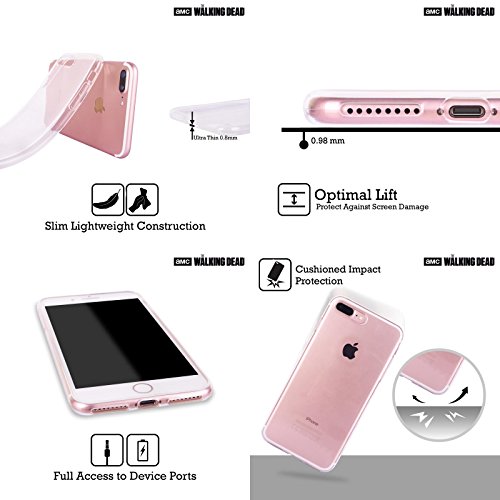 amc THE WALKING DEAD
Ultra Thin 0.8mm
Slim Lightweight Construction
amc THE WALKING DEAD
0.98 mm
Optimal Lift
Protect Against Screen Damage
amc THE WALKING DEAD
Full Access to Device Ports
Cushioned Impact
Protection
amc THE WALKING DEAD
iPhone